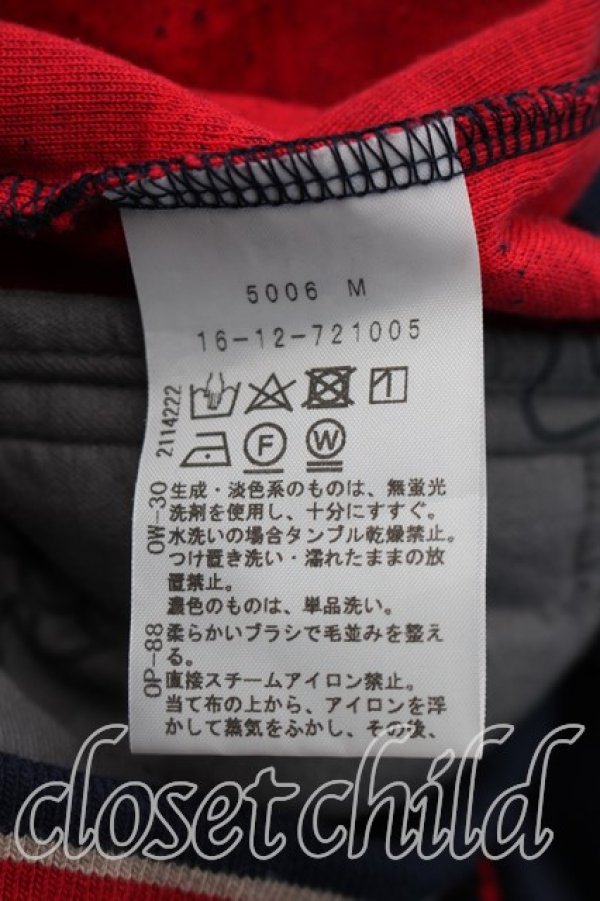 5006 M
16-12-721005
2114222
F W
OW-30 生成・淡色系のものは、無蛍光
洗剤を使用し、十分にすすぐ。
水洗いの場合タンブル乾燥禁止。
つけ置き洗い・濡れたままの放
置禁止。
濃色のものは、単品洗い。
OP-88 柔らかいブラシで毛並みを整え
る。
直接スチームアイロン禁止。
当て布の上から、アイロンを浮
かして蒸気をふかし、その後、
closet child